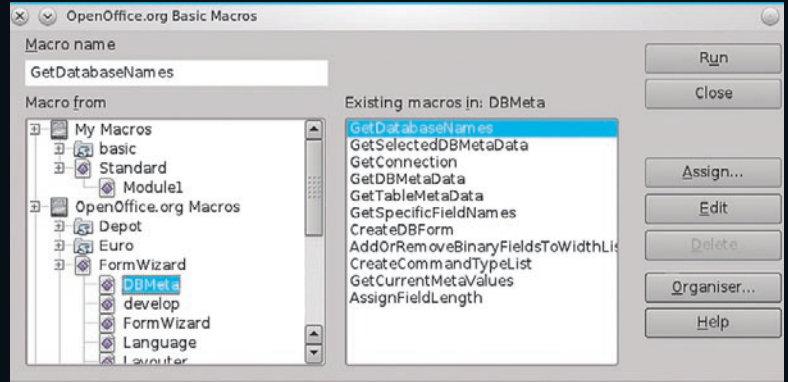 OpenOffice.org Basic Macros
Macro name
GetDatabaseNames
Macro from
My Macros
basic
Standard
Module1
OpenOffice.org Macros
Depot
Euro
FormWizard
DBMeta
develop
FormWizard
Language
Layouter
Existing macros in: DBMeta
GetDatabaseNames
GetSelectedDBMetaData
GetConnection
GetDBMetaData
GetTableMetaData
GetSpecificFieldNames
CreateDBForm
AddOrRemoveBinaryFieldsToWidthLis
CreateCommandTypeList
GetCurrentMetaValues
AssignFieldLength
Run
Close
Assign...
Edit
Delete
Organiser...
Help